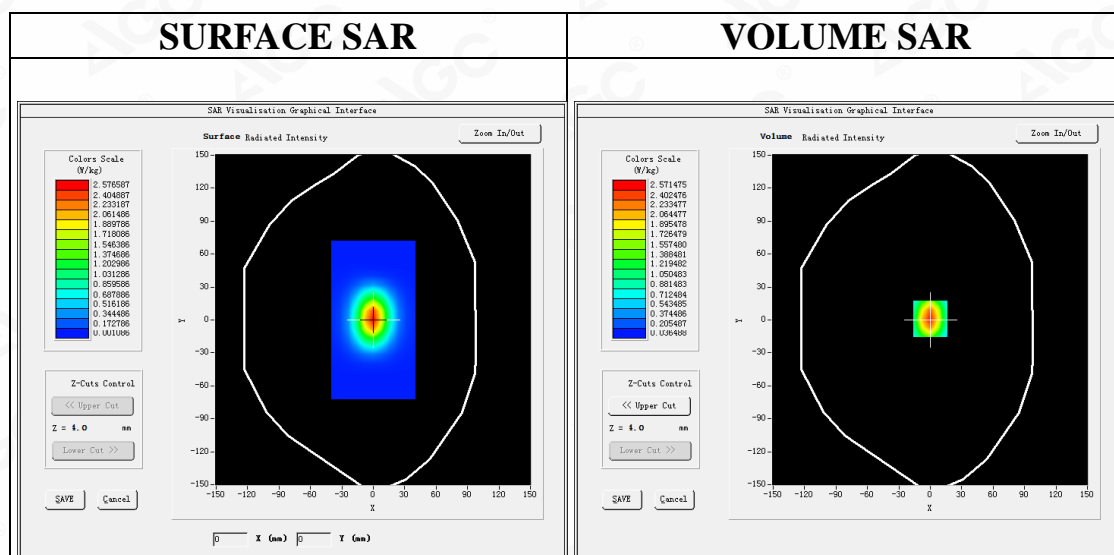 SURFACE SAR
VOLUME SAR
SAR Visualisation Graphical Interface
Surface Radiated Intensity
Zoom In/Out
Colors Scale
(W/kg)
2.576587
2.404887
2.233187
2.061486
1.889786
1.718086
1.546386
1.374686
1.202986
1.031286
0.859586
0.687886
0.516186
0.344486
0.172786
0.001086
Z-Cuts Control
<< Upper Cut
Z = 4.0 mm
Lower Cut >>
SAVE
Cancel
150
120
90
60
30
0
-30
-60
-90
-120
-150
Y
-150 -120 -90 -60 -30 0 30 60 90 120 150
X
0 X (mm) 0 Y (mm)
SAR Visualisation Graphical Interface
Volume Radiated Intensity
Zoom In/Out
Colors Scale
(W/kg)
2.571475
2.402476
2.233477
2.064477
1.895478
1.726479
1.557480
1.388481
1.219482
1.050483
0.881483
0.712484
0.543485
0.374486
0.205487
0.036488
Z-Cuts Control
<< Upper Cut
Z = 4.0 mm
Lower Cut >>
SAVE
Cancel
150
120
90
60
30
0
-30
-60
-90
-120
-150
Y
-150 -120 -90 -60 -30 0 30 60 90 120 150
X